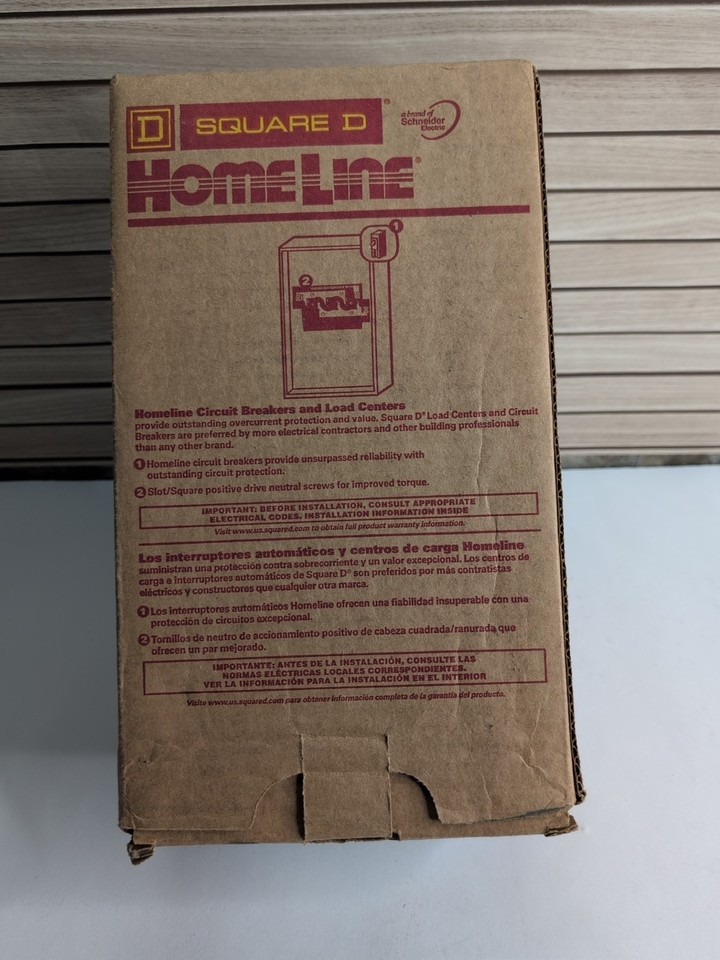 D SQUARE D ®
a brand of
Schneider
Electric
HOMELINE®
1
2
Homeline Circuit Breakers and Load Centers
provide outstanding overcurrent protection and value. Square D® Load Centers and Circuit
Breakers are preferred by more electrical contractors and other building professionals
than any other brand.
1 Homeline circuit breakers provide unsurpassed reliability with
outstanding circuit protection.
2 Slot/Square positive drive neutral screws for improved torque.
IMPORTANT: BEFORE INSTALLATION, CONSULT APPROPRIATE
ELECTRICAL CODES. INSTALLATION INFORMATION INSIDE
Visit www.us.squared.com to obtain full product warranty information.
Los interruptores automáticos y centros de carga Homeline
suministran una protección contra sobrecorriente y un valor excepcional. Los centros de
carga e interruptores automáticos de Square D® son preferidos por más contratistas
eléctricos y constructores que cualquier otra marca.
1 Los interruptores automáticos Homeline ofrecen una fiabilidad insuperable con una
protección de circuitos excepcional.
2 Tornillos de neutro de accionamiento positivo de cabeza cuadrada/ranurada que
ofrecen un par mejorado.
IMPORTANTE: ANTES DE LA INSTALACIÓN, CONSULTE LAS
NORMAS ELÉCTRICAS LOCALES CORRESPONDIENTES.
VER LA INFORMACIÓN PARA LA INSTALACIÓN EN EL INTERIOR
Visite www.us.squared.com para obtener información completa de la garantía del producto.